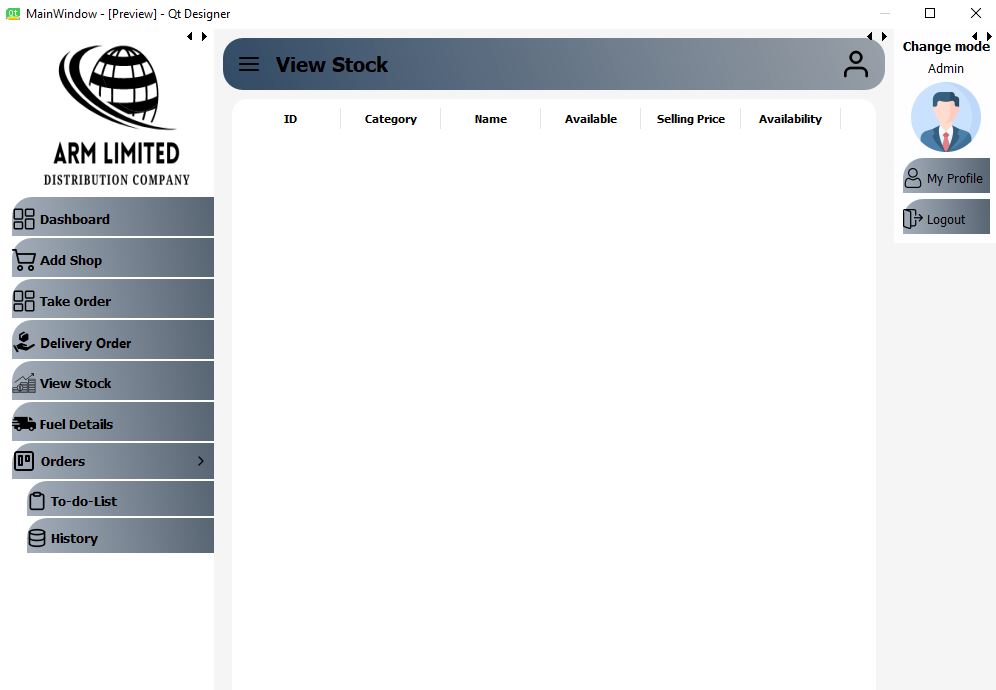 MainWindow - [Preview] - Qt Designer
ARM LIMITED
DISTRIBUTION COMPANY
Dashboard
Add Shop
Take Order
Delivery Order
View Stock
Fuel Details
Orders
To-do-List
History
View Stock
ID Category Name Available Selling Price Availability
Change mode
Admin
My Profile
Logout